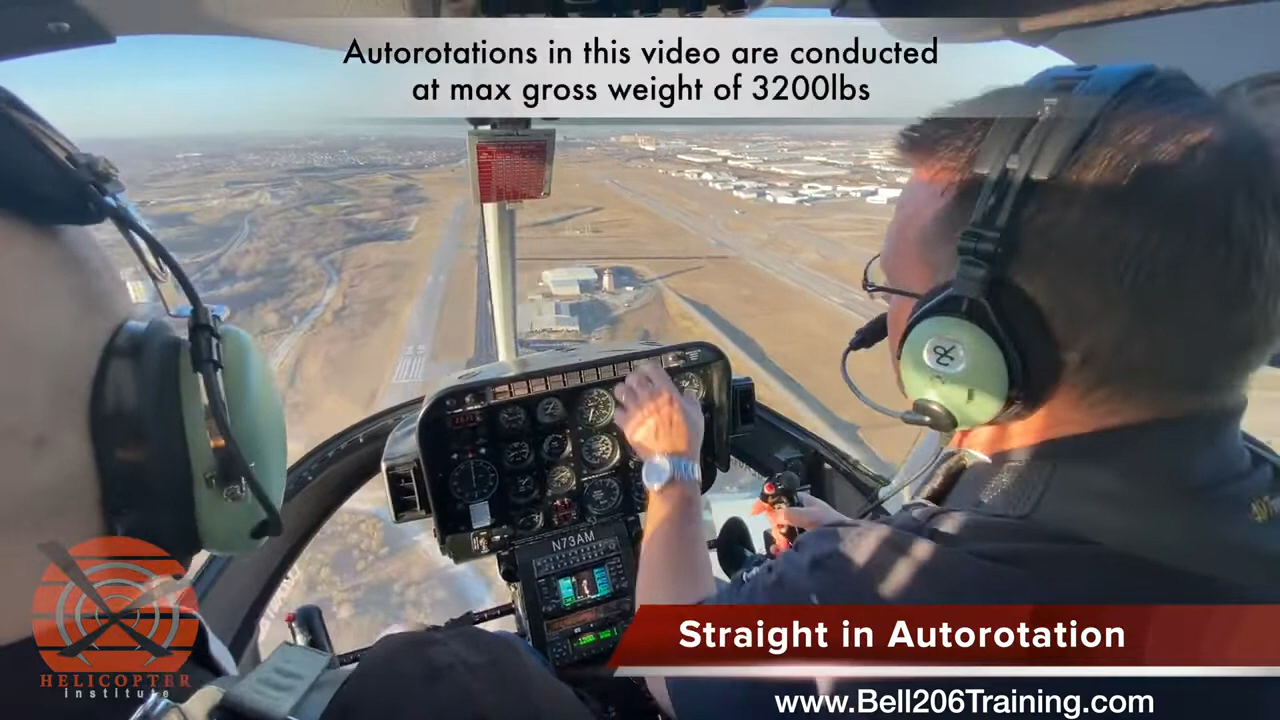 Autorotations in this video are conducted
at max gross weight of 3200lbs
N73AM
Straight in Autorotation
HELICOPTER
institute
www.Bell206Training.com